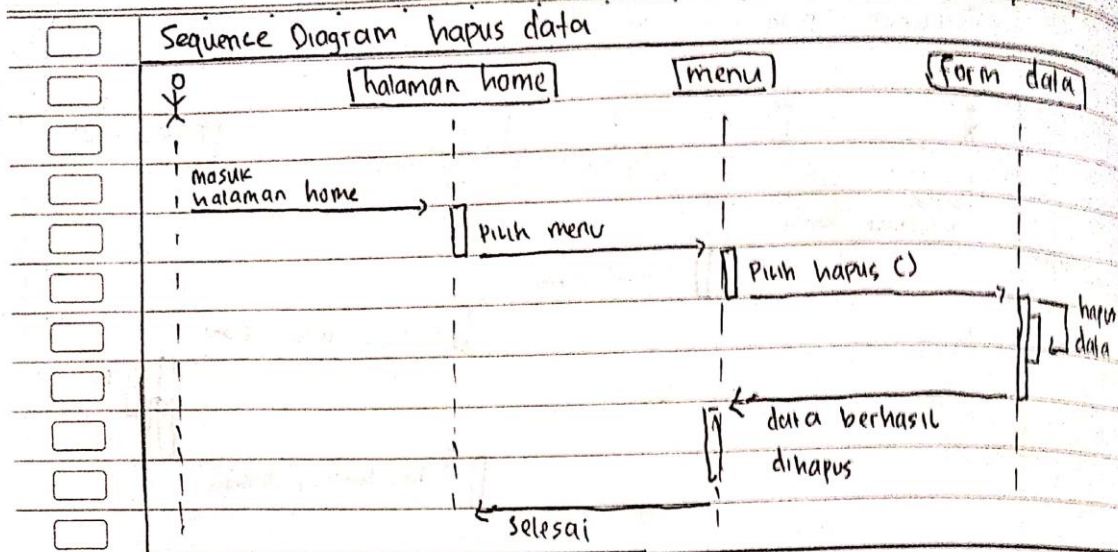 Sequence Diagram hapus data
halaman home
menu
form data
masuk
halaman home
Pilih menu
Pilih hapus ()
hapus
data
data berhasil
dihapus
selesai